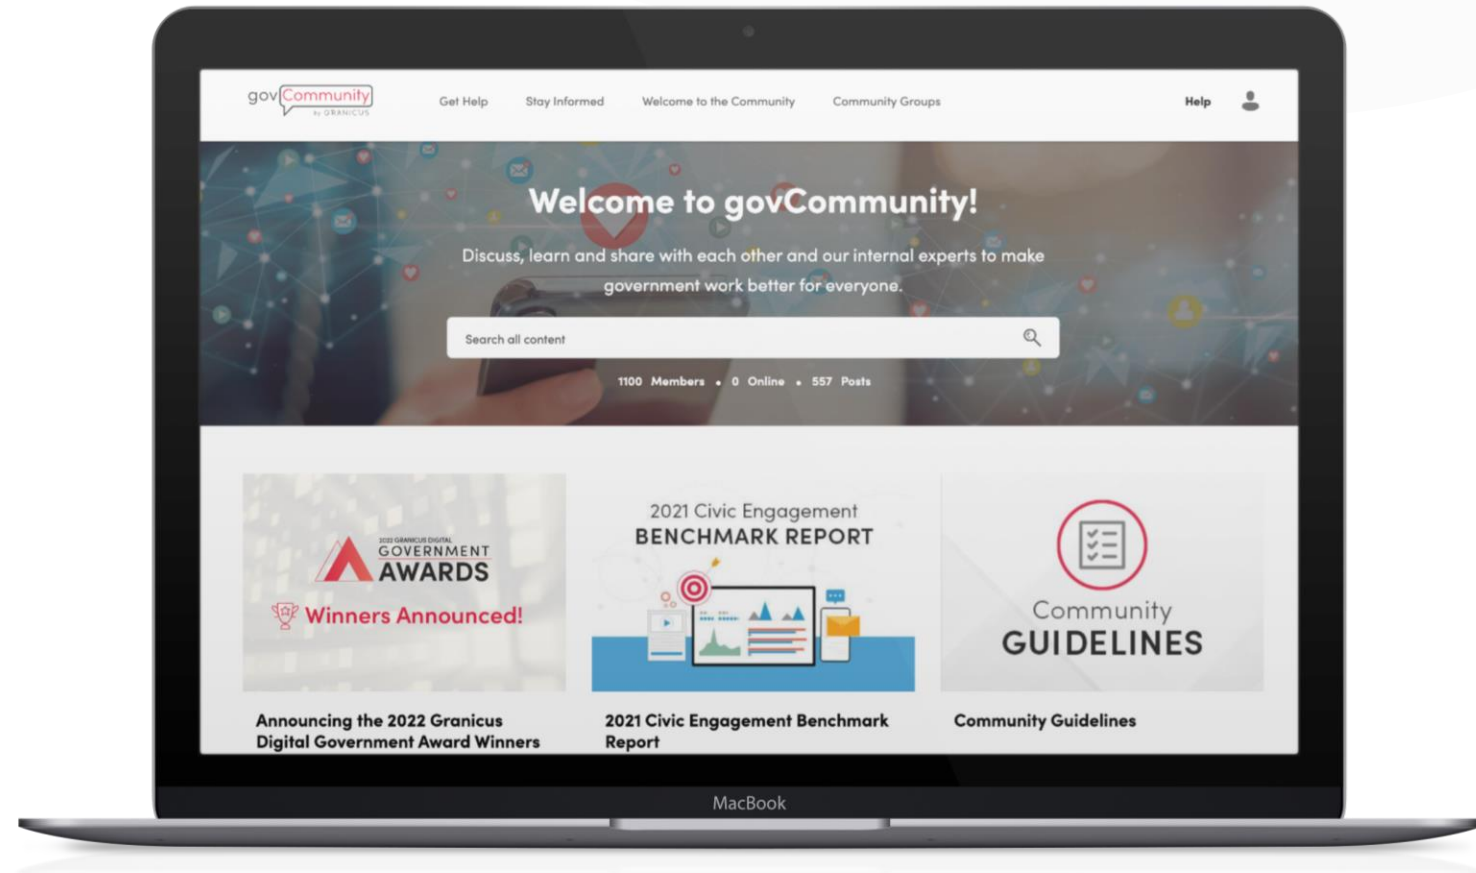 gov Community
by GRANICUS
Get Help Stay Informed Welcome to the Community Community Groups Help
Welcome to govCommunity!
Discuss, learn and share with each other and our internal experts to make
government work better for everyone.
Search all content
1100 Members • 0 Online • 557 Posts
2022 GRANICUS DIGITAL
GOVERNMENT
AWARDS
Winners Announced!
2021 Civic Engagement
BENCHMARK REPORT
Community
GUIDELINES
Announcing the 2022 Granicus
Digital Government Award Winners
2021 Civic Engagement Benchmark
Report
Community Guidelines
MacBook